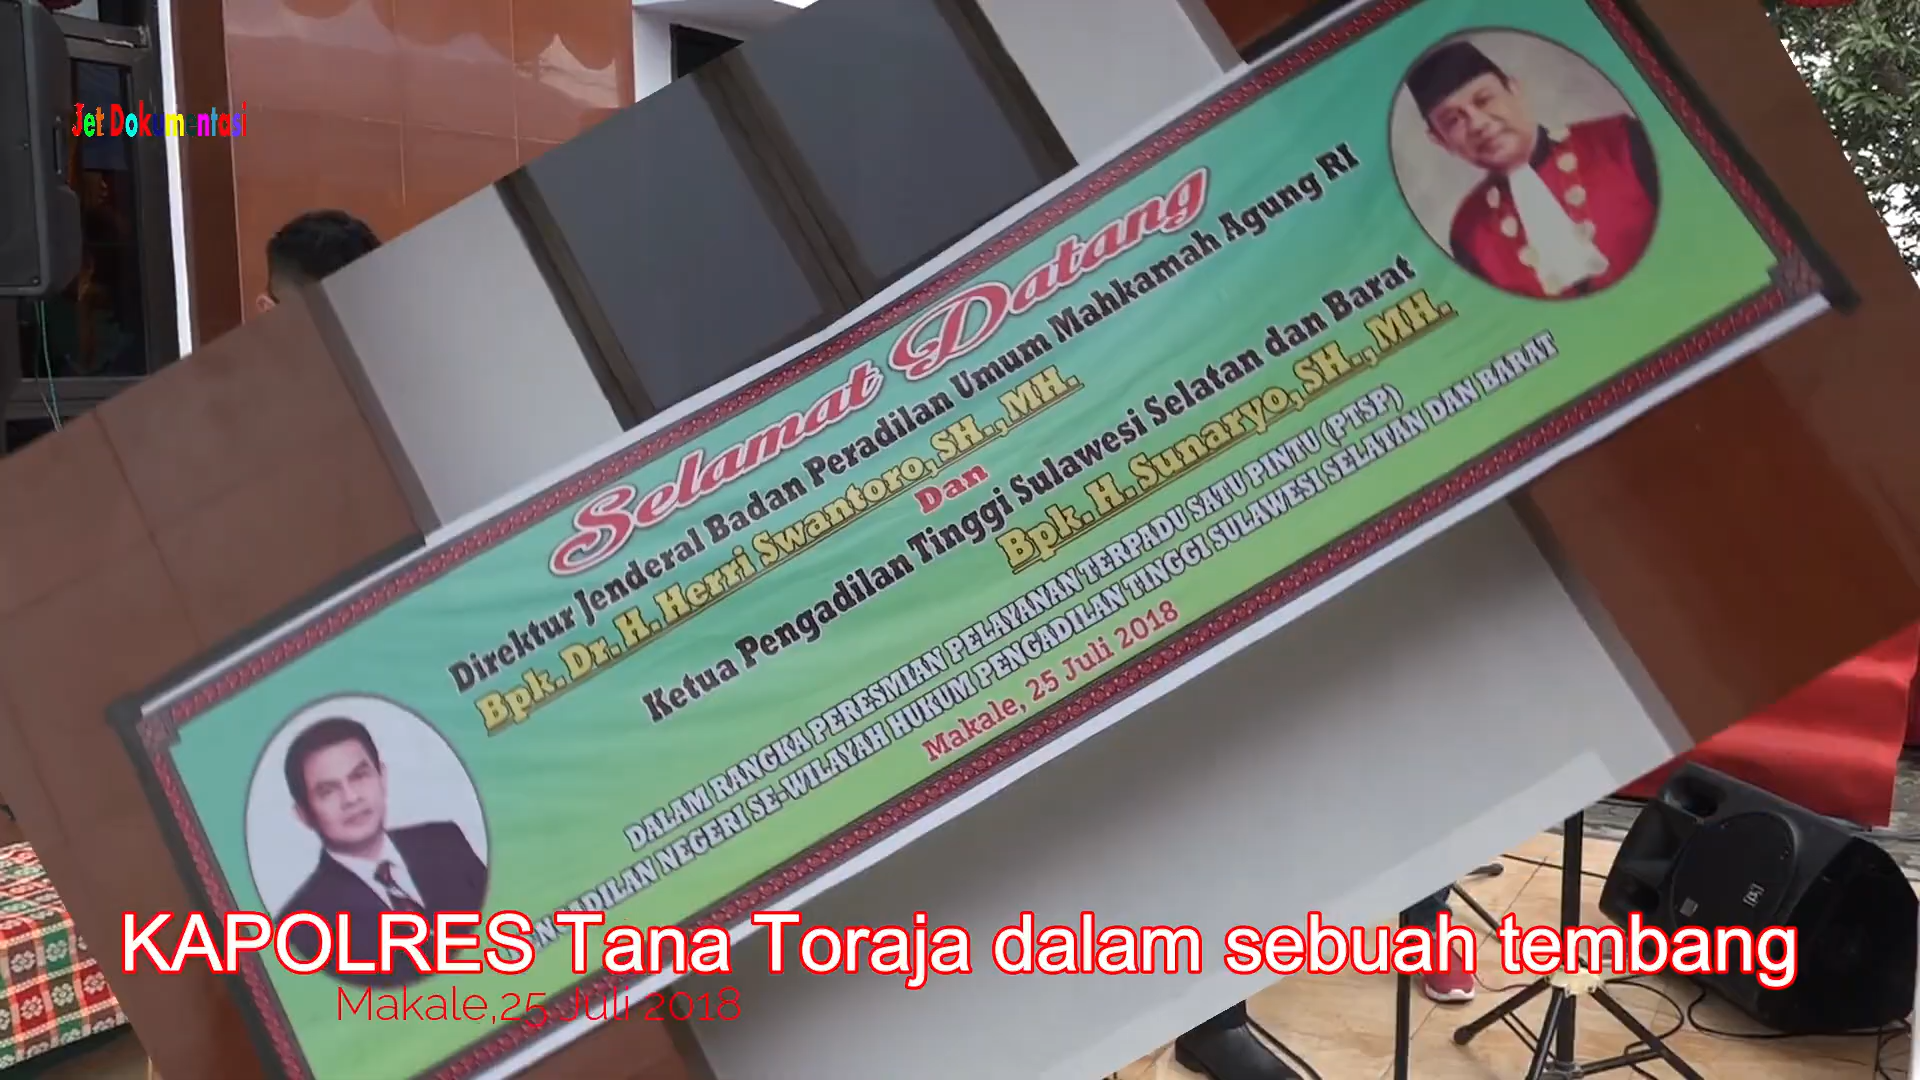 Jet Dokumentasi
Selamat Datang
Direktur Jenderal Badan Peradilan Umum Mahkamah Agung RI
Bpk. Dr. H. Herri Swantoro, SH., MH.
Dan
Ketua Pengadilan Tinggi Sulawesi Selatan dan Barat
Bpk. H. Sunaryo, SH., MH.
DALAM RANGKA PERESMIAN PELAYANAN TERPADU SATU PINTU (PTSP)
NEGERI SE-WILAYAH HUKUM PENGADILAN TINGGI SULAWESI SELATAN DAN BARAT
Makale, 25 Juli 2018
KAPOLRES Tana Toraja dalam sebuah tembang
Makale,25 Juli 2018